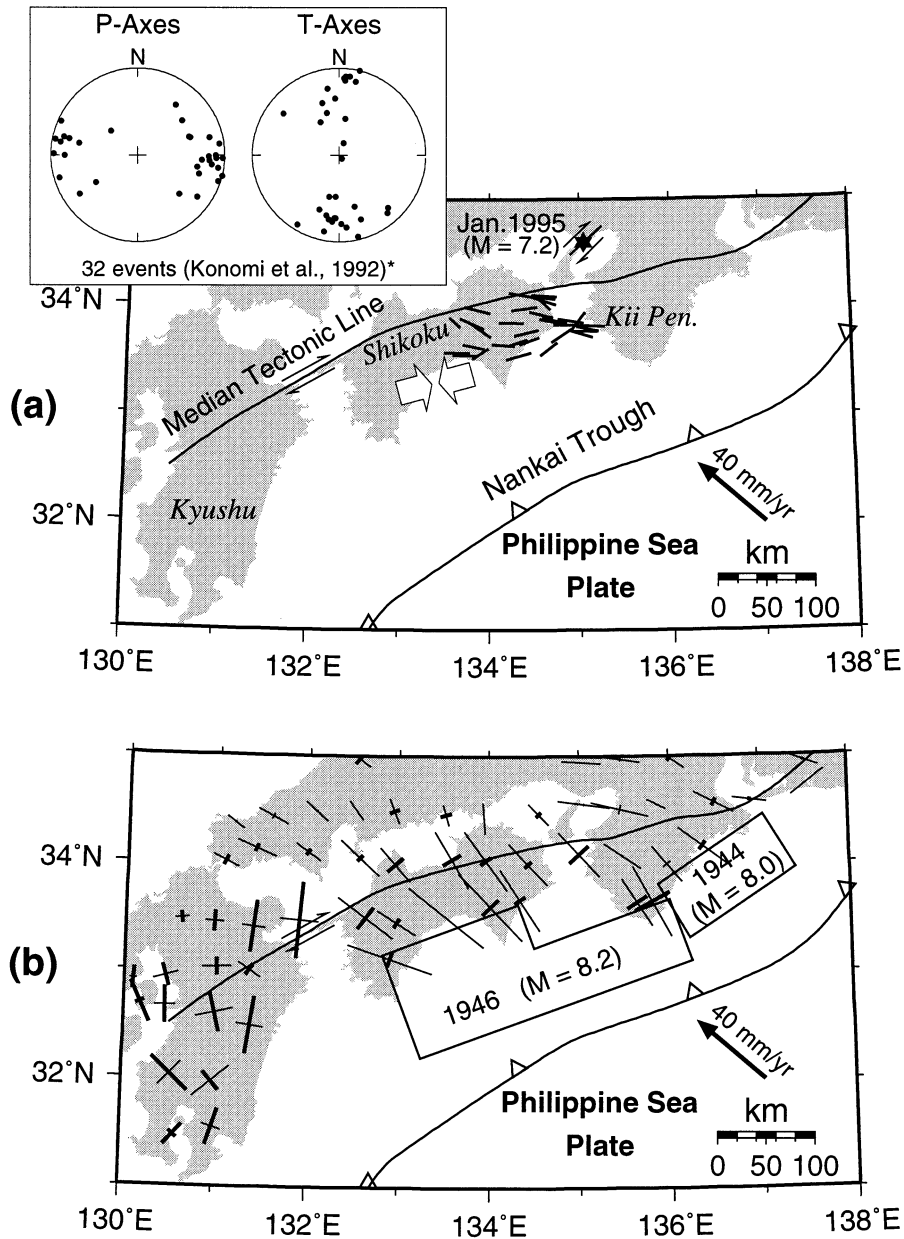 P-Axes T-Axes
N N
32 events (Konomi et al., 1992)*
Jan.1995
(M = 7.2)
34˚N
Median Tectonic Line
Shikoku
Kii Pen.
(a)
Nankai Trough
40 mm/yr
Kyushu
32˚N
Philippine Sea
Plate
km
0 50 100
130˚E 132˚E 134˚E 136˚E 138˚E
34˚N
1944
(M = 8.0)
(b)
1946 (M = 8.2)
40 mm/yr
32˚N
Philippine Sea
Plate
km
0 50 100
130˚E 132˚E 134˚E 136˚E 138˚E